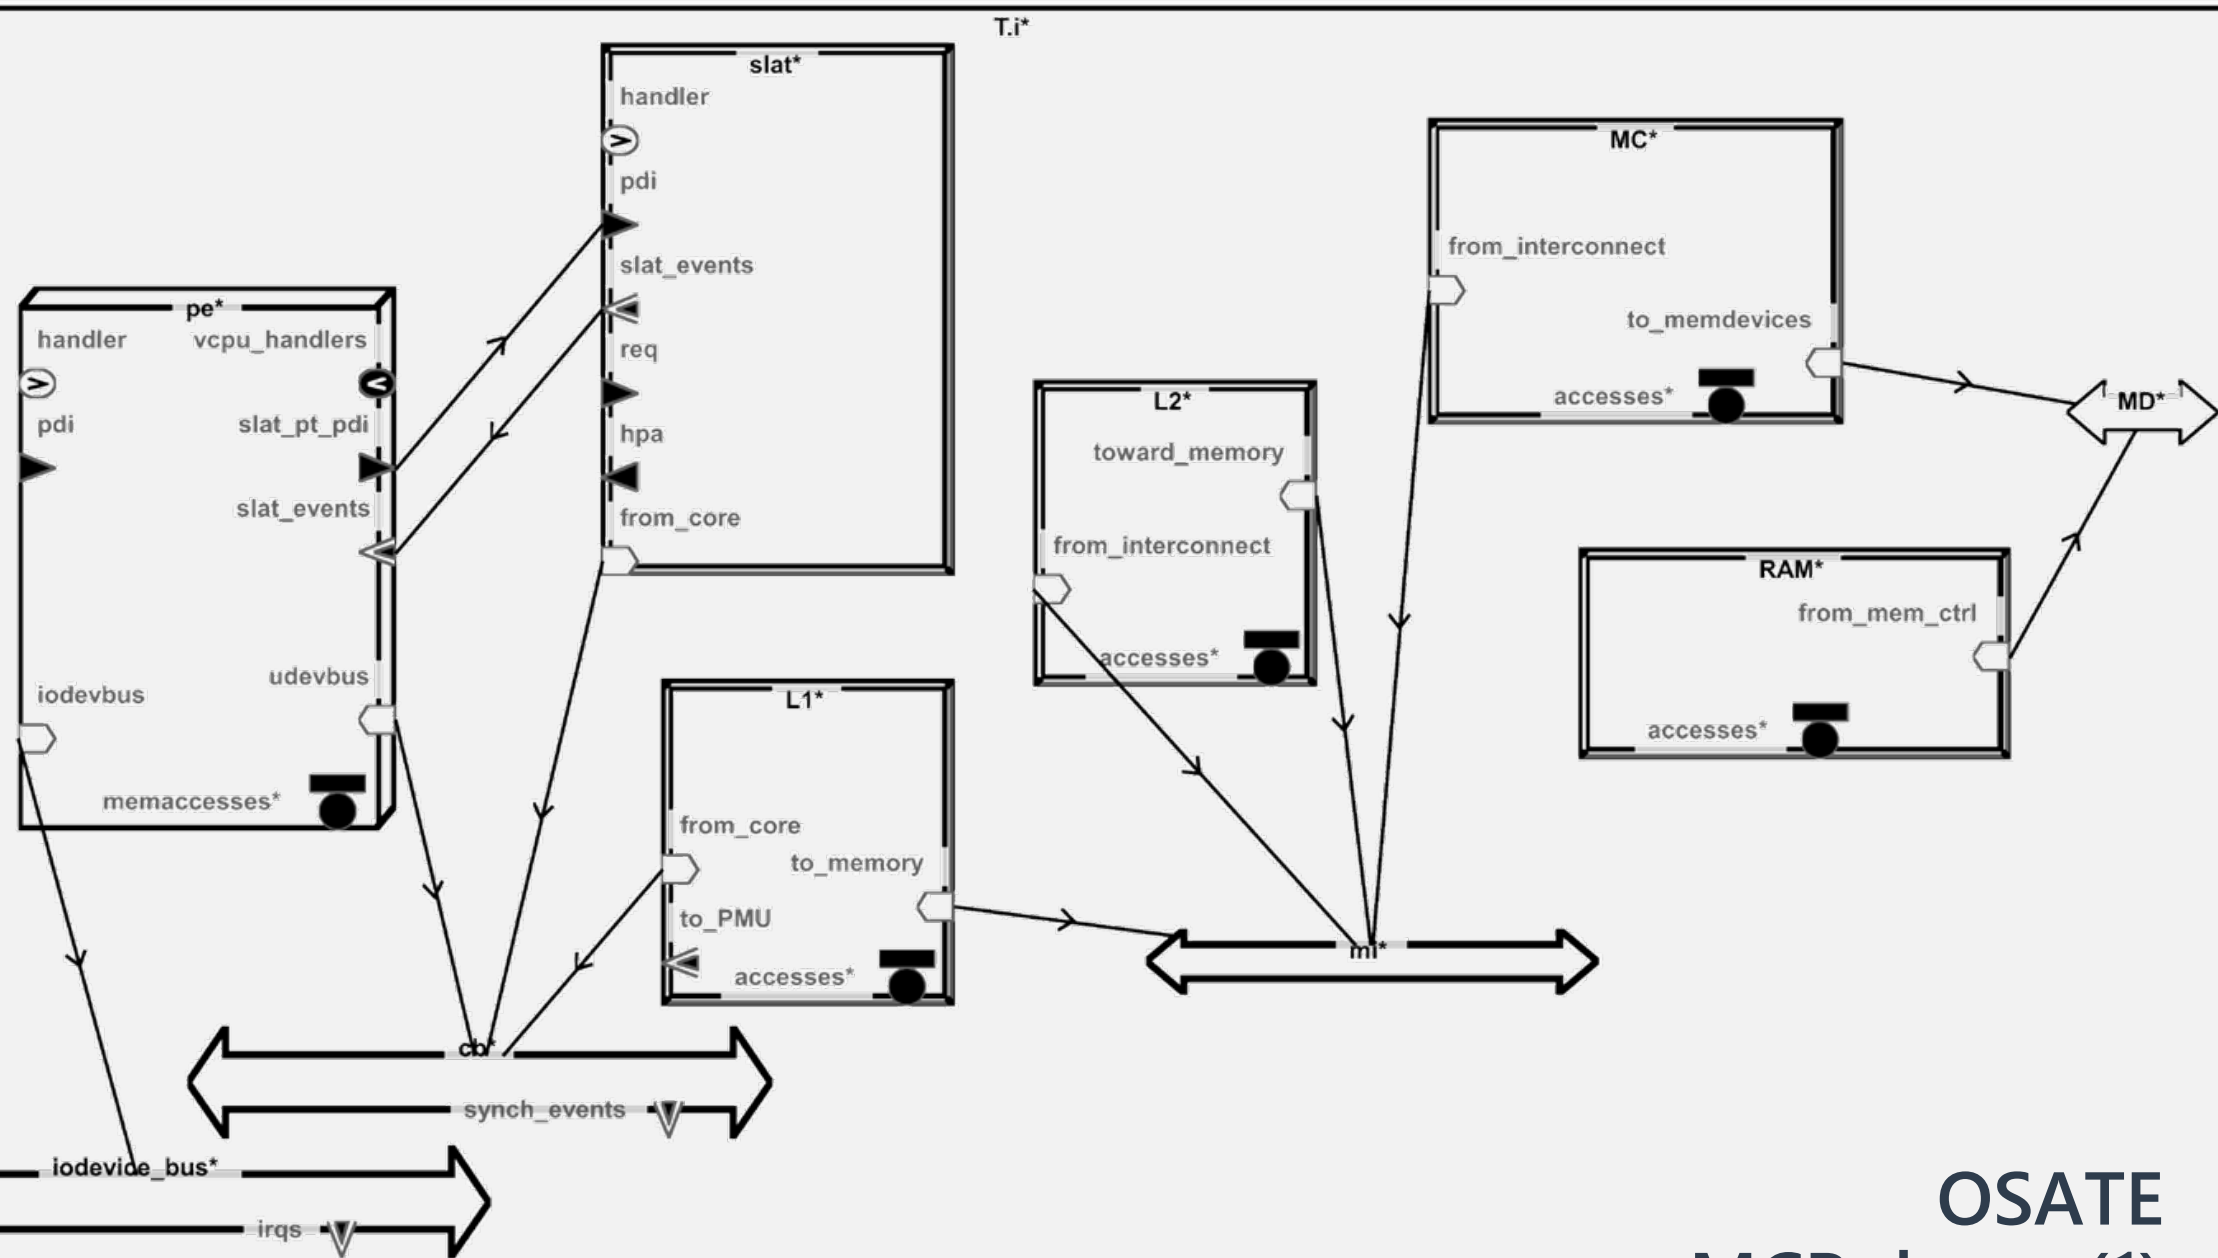 T.i*
slat*
handler
pdi
slat_events
req
hpa
from_core
pe*
handler
vcpu_handlers
pdi
slat_pt_pdi
slat_events
udevbus
iodevbus
memaccesses*
L1*
from_core
to_memory
to_PMU
accesses*
L2*
toward_memory
from_interconnect
accesses*
MC*
from_interconnect
to_memdevices
accesses*
MD*
RAM*
from_mem_ctrl
accesses*
mi*
cb*
synch_events
iodevice_bus*
irqs
OSATE